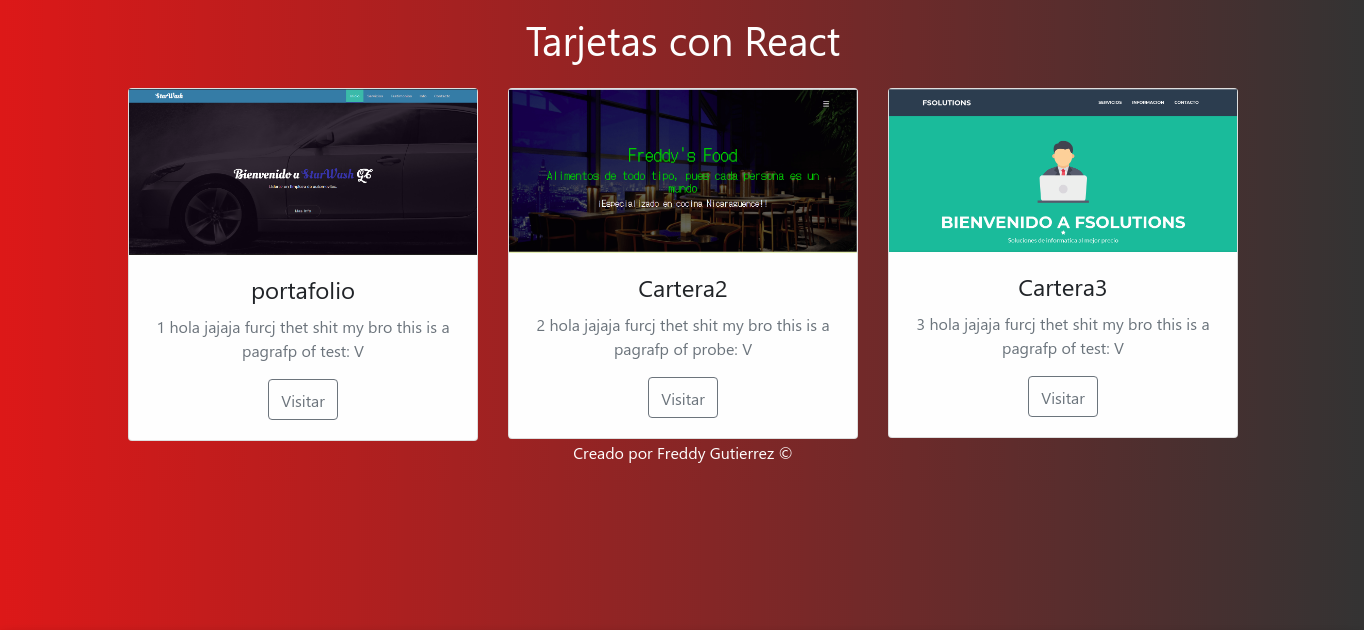 Tarjetas con React
StarWash
Bienvenido a StarWash
Freddy's Food
Alimentos de todo tipo, pues cada persona es un
mundo
¡Especializado en cocina Nicaraguence!!
FSOLUTIONS
SERVICIOS INFORMACION CONTACTO
BIENVENIDO A FSOLUTIONS
Soluciones de informatica al mejor precio
portafolio
1 hola jajaja furcj thet shit my bro this is a
pagrafp of test: V
Visitar
Cartera2
2 hola jajaja furcj thet shit my bro this is a
pagrafp of probe: V
Visitar
Cartera3
3 hola jajaja furcj thet shit my bro this is a
pagrafp of test: V
Visitar
Creado por Freddy Gutierrez ©